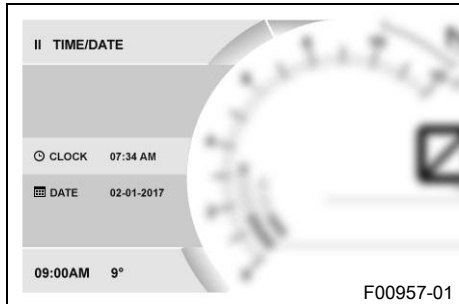 II TIME/DATE
CLOCK 07:34 AM
DATE 02-01-2017
09:00AM 9°
F00957-01